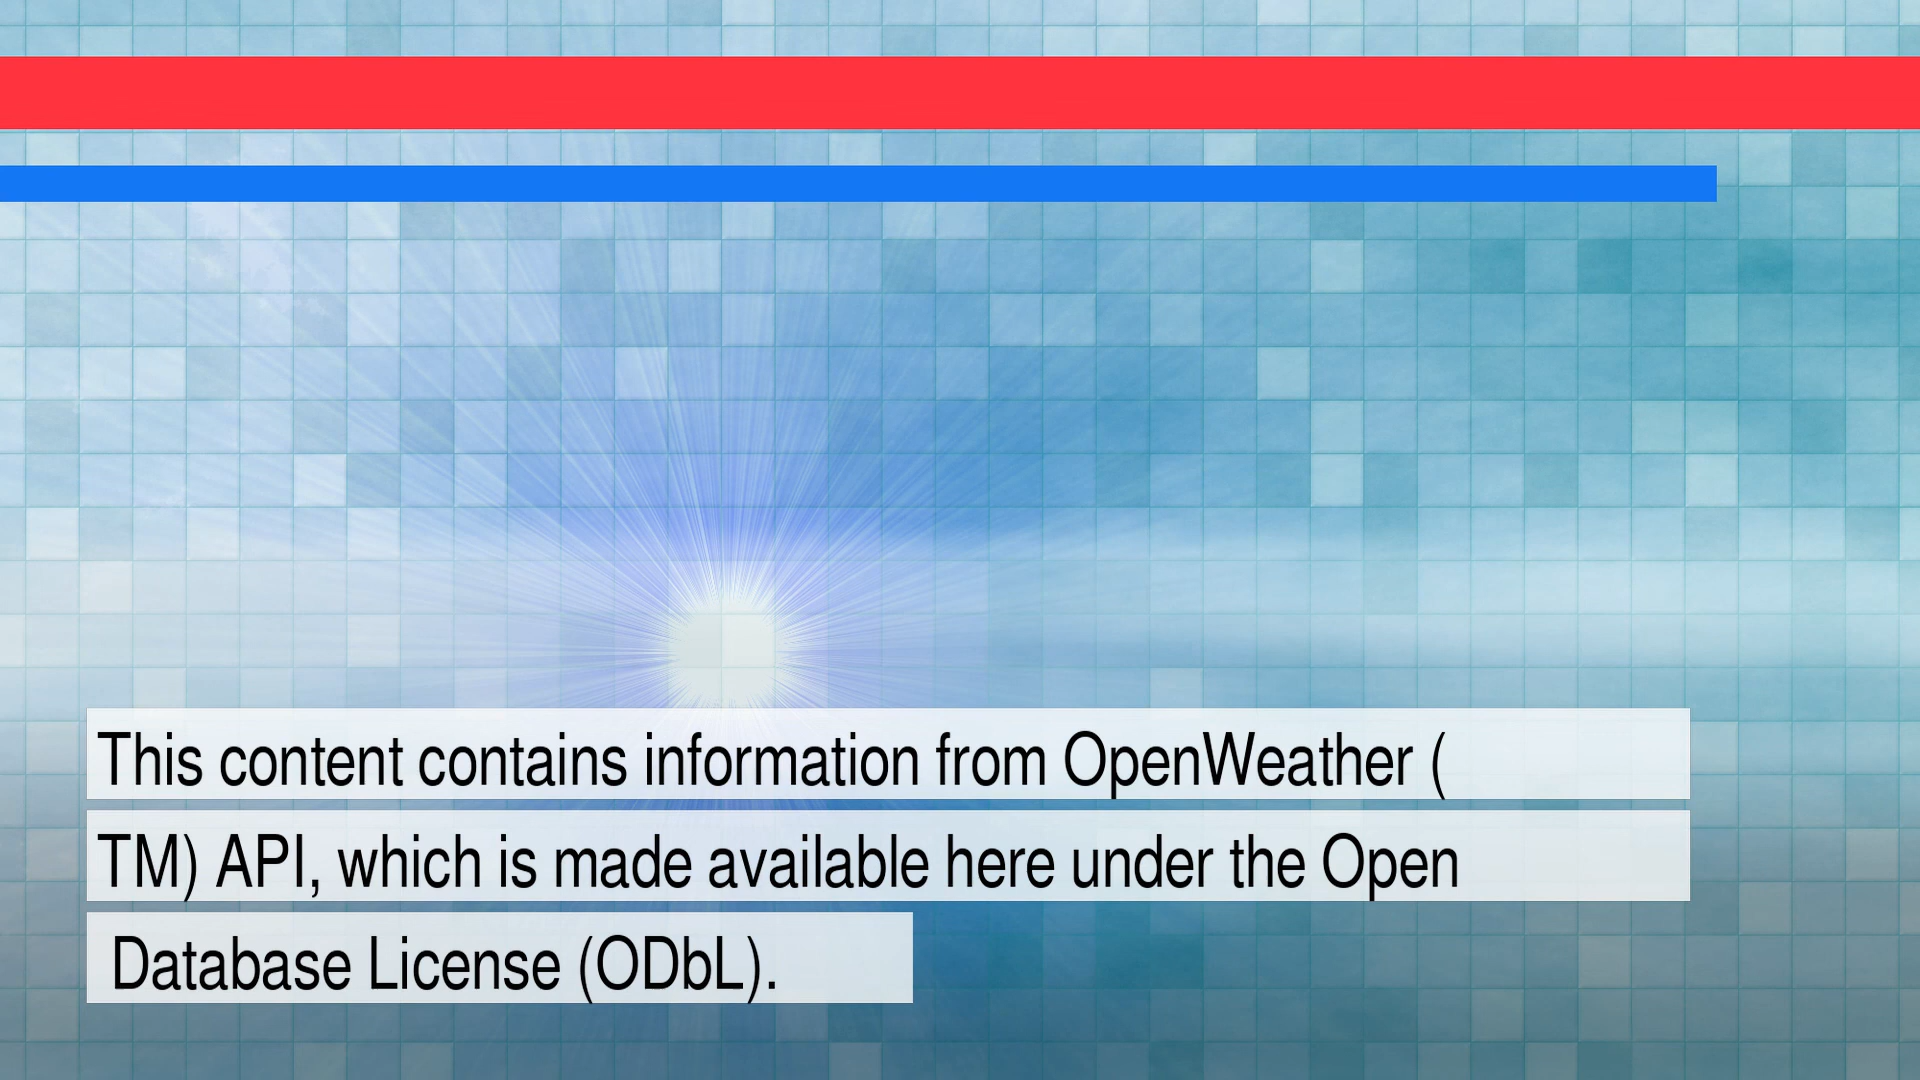 This content contains information from OpenWeather (
TM) API, which is made available here under the Open
Database License (ODbL).